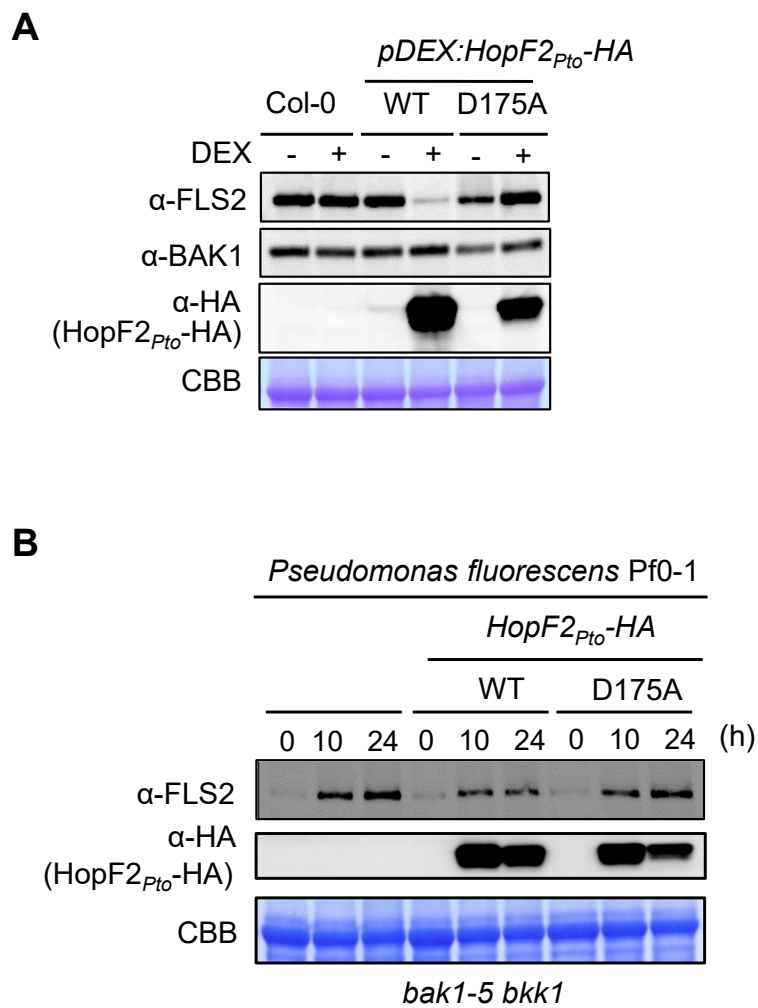 A
pDEX:HopF2Pto-HA
Col-0 WT D175A
DEX - + - + - +
α-FLS2
α-BAK1
α-HA
(HopF2Pto-HA)
CBB
B
Pseudomonas fluorescens Pf0-1
HopF2Pto-HA
WT D175A
0 10 24 0 10 24 0 10 24 (h)
α-FLS2
α-HA
(HopF2Pto-HA)
CBB
bak1-5 bkk1